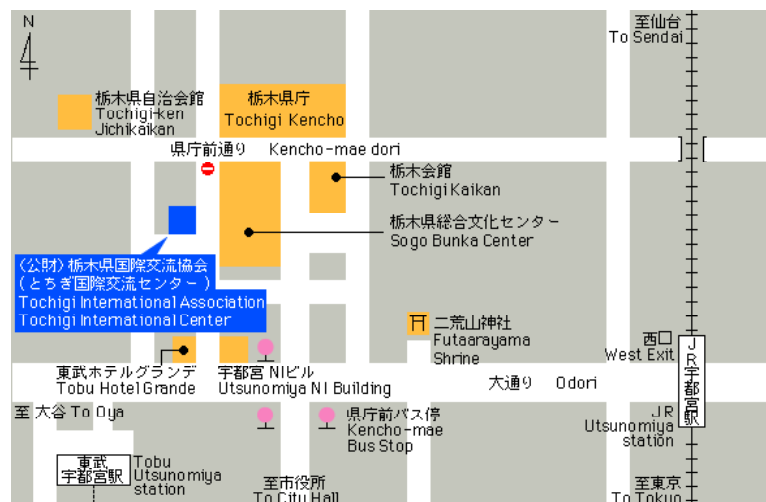 N
至仙台
To Sendai
栃木県自治会館
Tochigi-ken
Jichikaikan
栃木県庁
Tochigi Kencho
県庁前通り Kencho-mae dori
栃木会館
Tochigi Kaikan
栃木県総合文化センター
Sogo Bunka Center
(公財)栃木県国際交流協会
(とちぎ国際交流センター)
Tochigi International Association
Tochigi International Center
二荒山神社
Futaarayama
Shrine
西口
West Exit
JR宇都宮駅
東武ホテルグランデ
Tobu Hotel Grande
宇都宮 NIビル
Utsunomiya NI Building
大通り Odori
至 大谷 To Oya
県庁前バス停
Kencho-mae
Bus Stop
JR
Utsunomiya
station
東武
宇都宮駅
Tobu
Utsunomiya
station
至市役所
To City Hall
至東京
To Tokyo